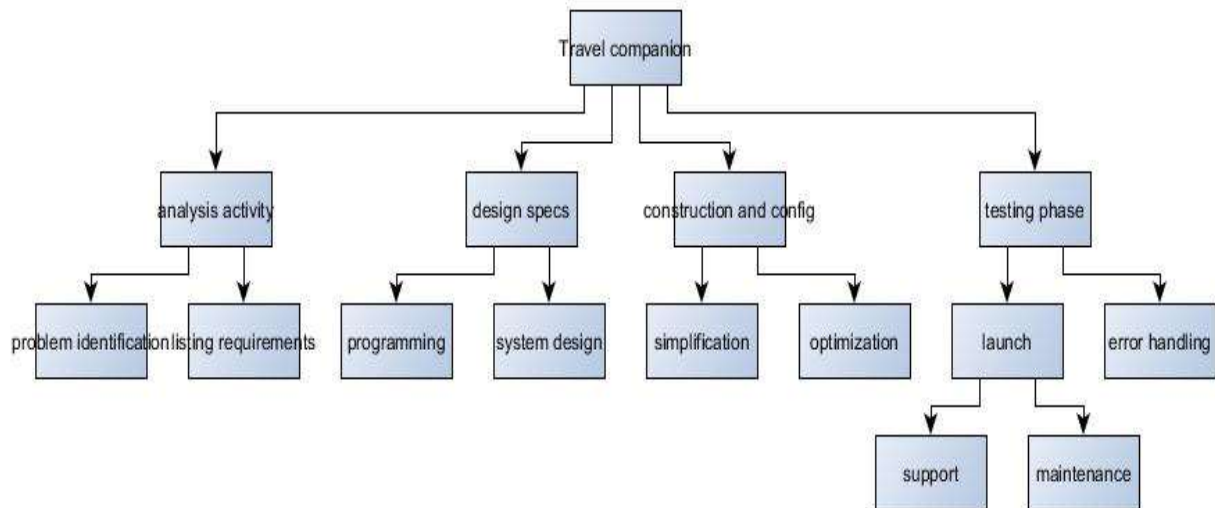 Travel companion
analysis activity
design specs
construction and config
testing phase
problem identification
listing requirements
programming
system design
simplification
optimization
launch
error handling
support
maintenance